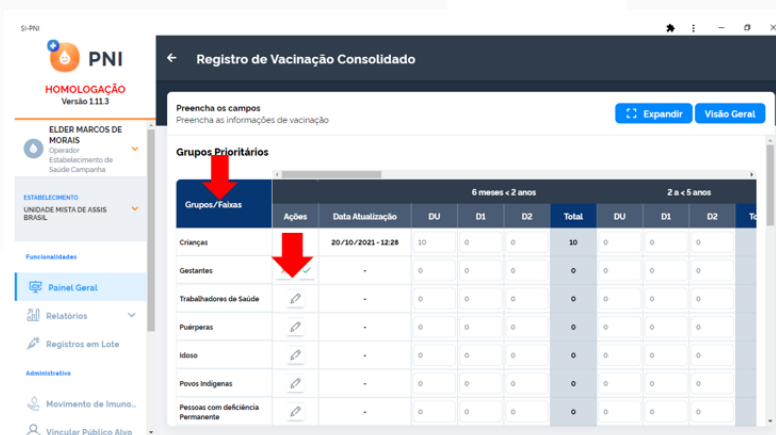 SI-PNI
PNI
HOMOLOGAÇÃO
Versão 1.11.3
ELDER MARCOS DE
MORAIS
Operador
Estabelecimento de
Saúde Campanha
ESTABELECIMENTO
UNIDADE MISTA DE ASSIS
BRASIL
Funcionalidades
Painel Geral
Relatórios
Registros em Lote
Administrativo
Movimento de Imuno...
Vincular Público Alvo
Registro de Vacinação Consolidado
Preencha os campos
Preencha as informações de vacinação
Expandir
Visão Geral
Grupos Prioritários
6 meses < 2 anos 2 a < 5 anos
Grupos/Faixas Ações Data Atualização DU D1 D2 Total DU D1 D2
Crianças 20/10/2021 - 12:28 10 0 0 10 0 0 0
Gestantes - 0 0 0 0 0 0 0
Trabalhadores de Saúde - 0 0 0 0 0 0 0
Puérperas - 0 0 0 0 0 0 0
Idoso - 0 0 0 0 0 0 0
Povos Indígenas - 0 0 0 0 0 0 0
Pessoas com deficiência
Permanente - 0 0 0 0 0 0 0